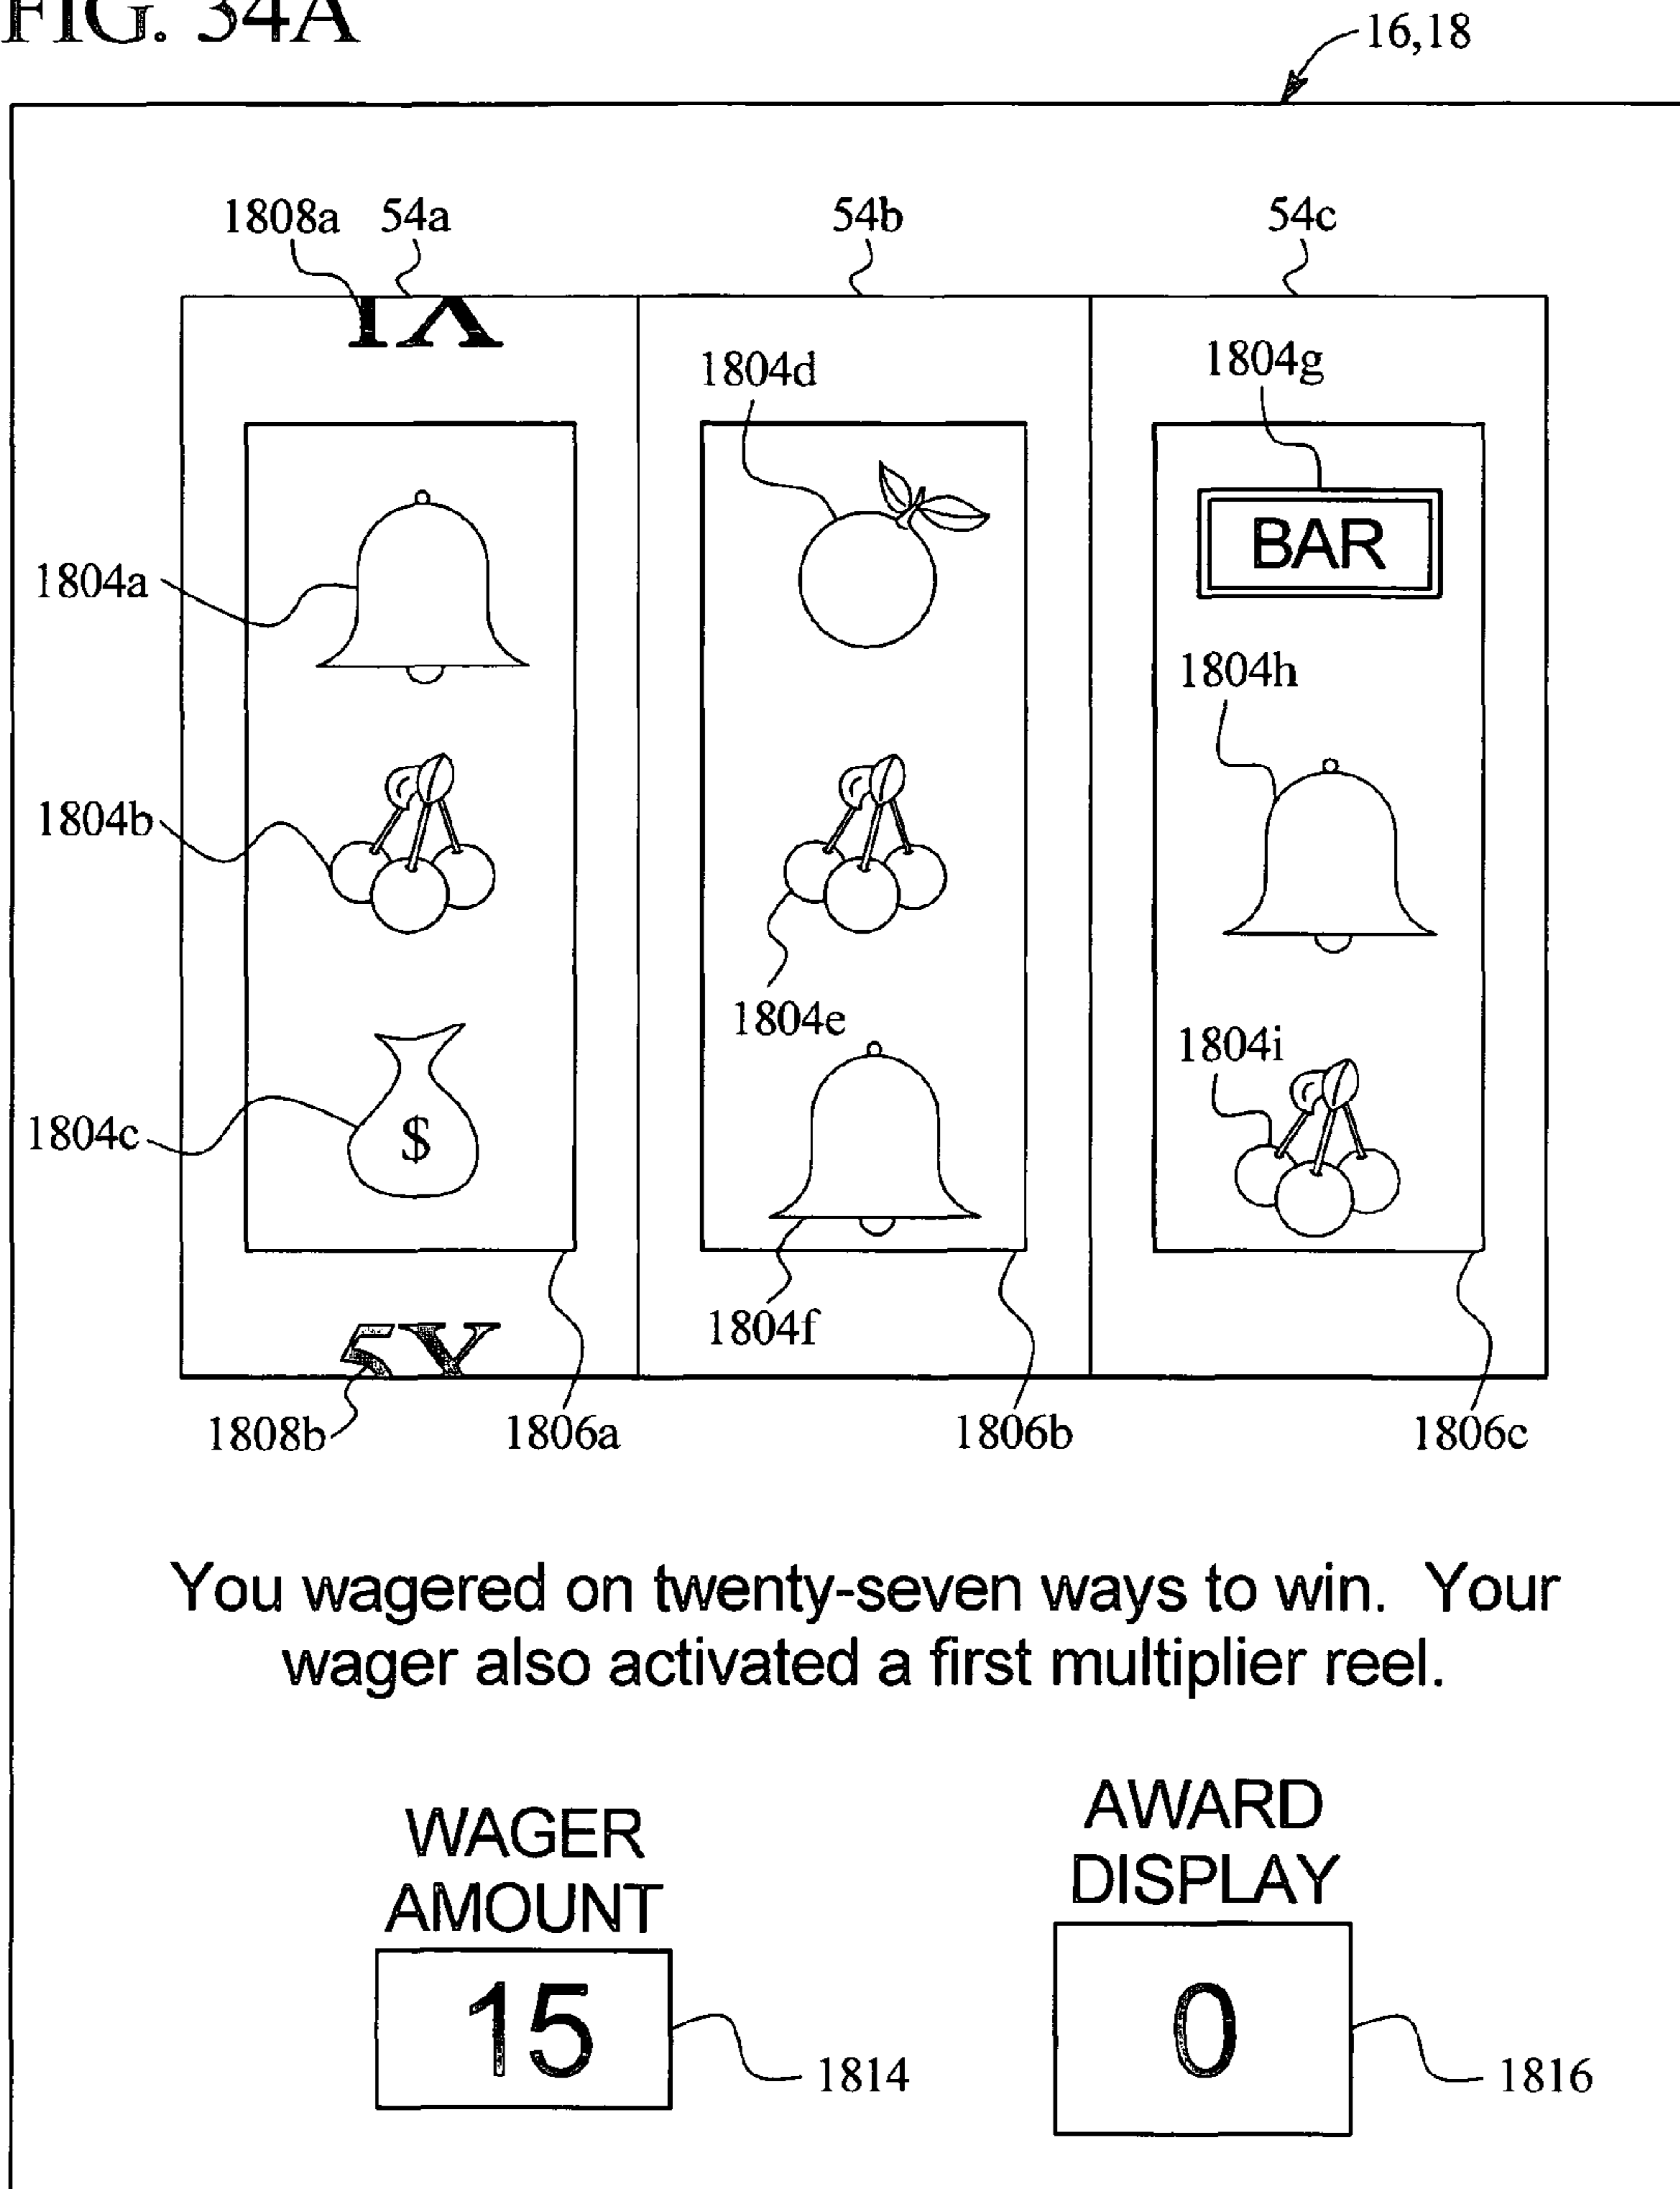 FIG. 34A
16,18
1808a 54a 54b 54c
1X
1804d 1804g
BAR
1804a
1804h
1804b
1804e
1804i
1804c
$
1804f
5X
1808b 1806a 1806b 1806c
You wagered on twenty-seven ways to win. Your
wager also activated a first multiplier reel.
WAGER
AMOUNT
15
1814
AWARD
DISPLAY
0
1816